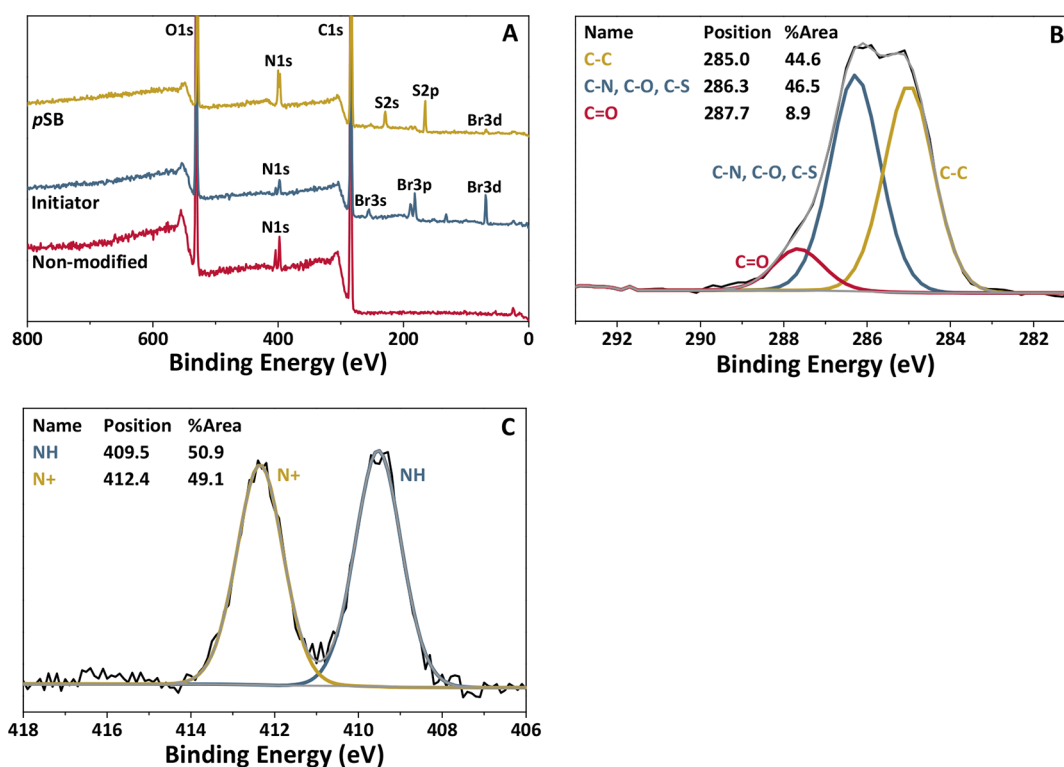 A
O1s
C1s
N1s
S2s
S2p
Br3d
pSB
N1s
Br3s
Br3p
Br3d
Initiator
N1s
Non-modified
800 600 400 200 0
Binding Energy (eV)
B
Name Position %Area
C-C 285.0 44.6
C-N, C-O, C-S 286.3 46.5
C=O 287.7 8.9
C-N, C-O, C-S
C-C
C=O
292 290 288 286 284 282
Binding Energy (eV)
C
Name Position %Area
NH 409.5 50.9
N+ 412.4 49.1
N+
NH
418 416 414 412 410 408 406
Binding Energy (eV)